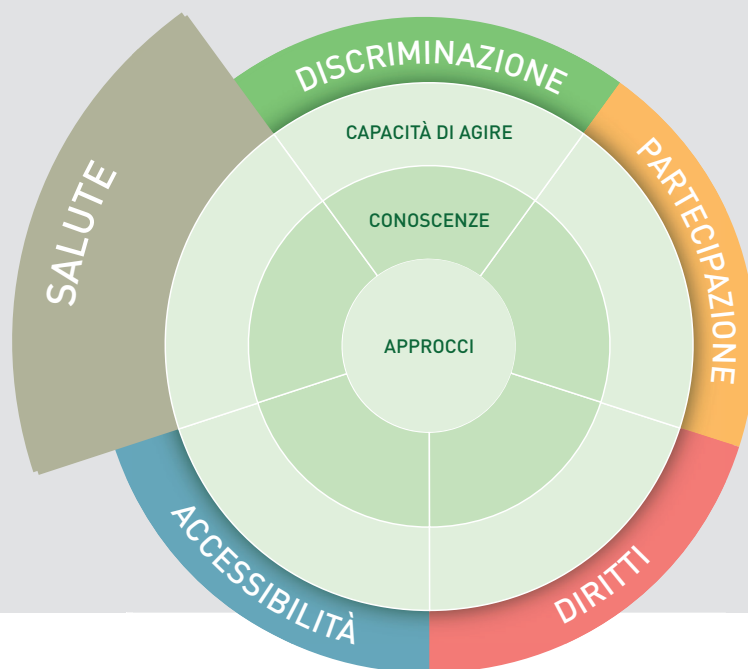 DISCRIMINAZIONE
CAPACITÀ DI AGIRE
PARTECIPAZIONE
SALUTE
CONOSCENZE
APPROCCI
ACCESSIBILITÀ
DIRITTI